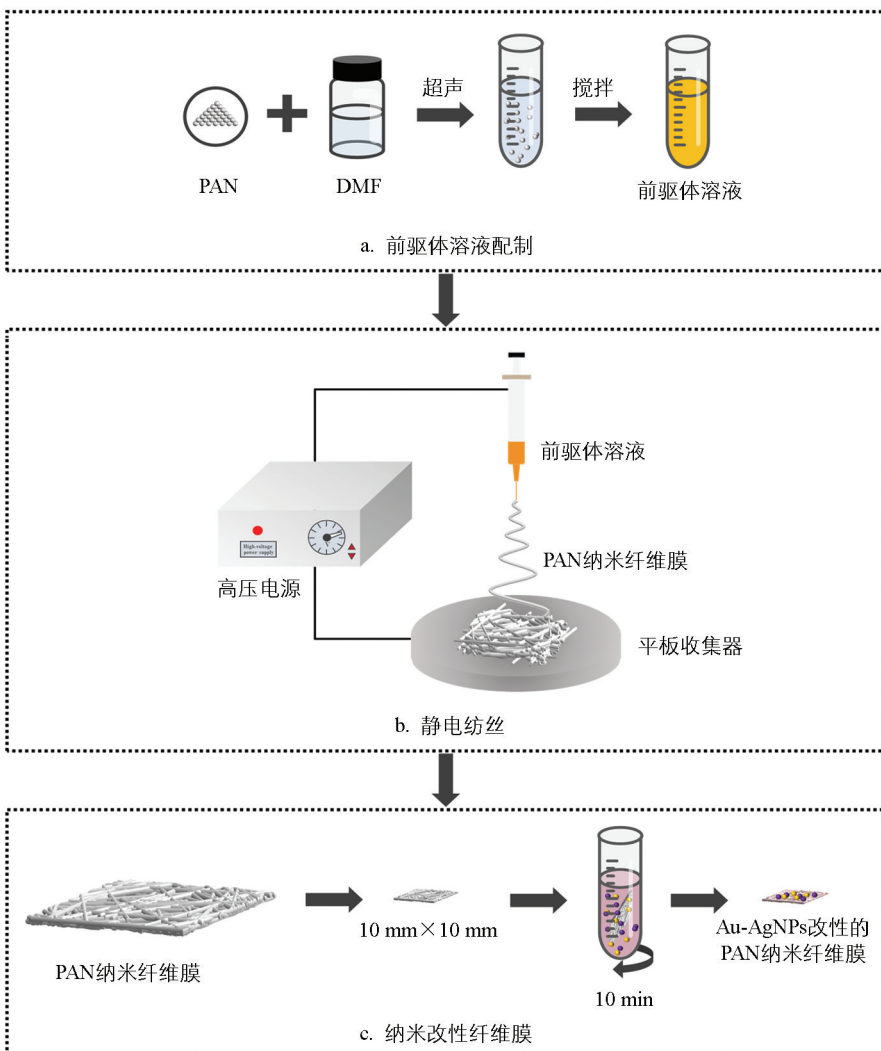 超声
搅拌
PAN
DMF
前驱体溶液
a. 前驱体溶液配制
前驱体溶液
High-voltage
power supply
PAN纳米纤维膜
高压电源
平板收集器
b. 静电纺丝
10 mm×10 mm
Au-AgNPs改性的
PAN纳米纤维膜
PAN纳米纤维膜
10 min
c. 纳米改性纤维膜